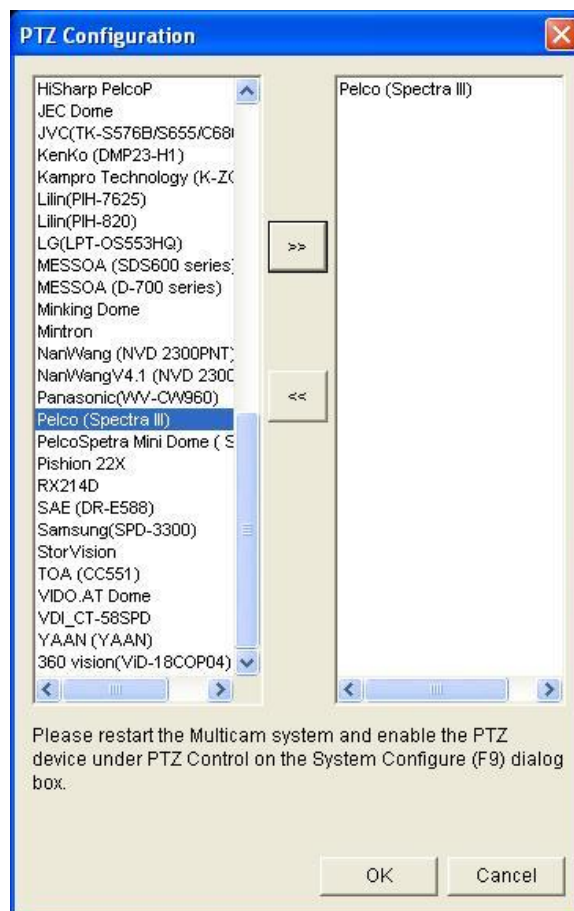 PTZ Configuration
HiSharp PelcoP
JEC Dome
JVC(TK-S576B/S655/C68
KenKo (DMP23-H1)
Kampro Technology (K-ZC
Lilin(PIH-7625)
Lilin(PIH-820)
LG(LPT-OS553HQ)
MESSOA (SDS600 series)
MESSOA (D-700 series)
Minking Dome
Mintron
NanWang (NVD 2300PNT)
NanWangV4.1 (NVD 2300
Panasonic(WV-CW960)
Pelco (Spectra III)
PelcoSpetra Mini Dome ( S
Pishion 22X
RX214D
SAE (DR-E588)
Samsung(SPD-3300)
StorVision
TOA (CC551)
VIDO.AT Dome
VDI_CT-58SPD
YAAN (YAAN)
360 vision(ViD-18COP04)
>>
<<
Pelco (Spectra III)
Please restart the Multicam system and enable the PTZ
device under PTZ Control on the System Configure (F9) dialog
box.
OK
Cancel